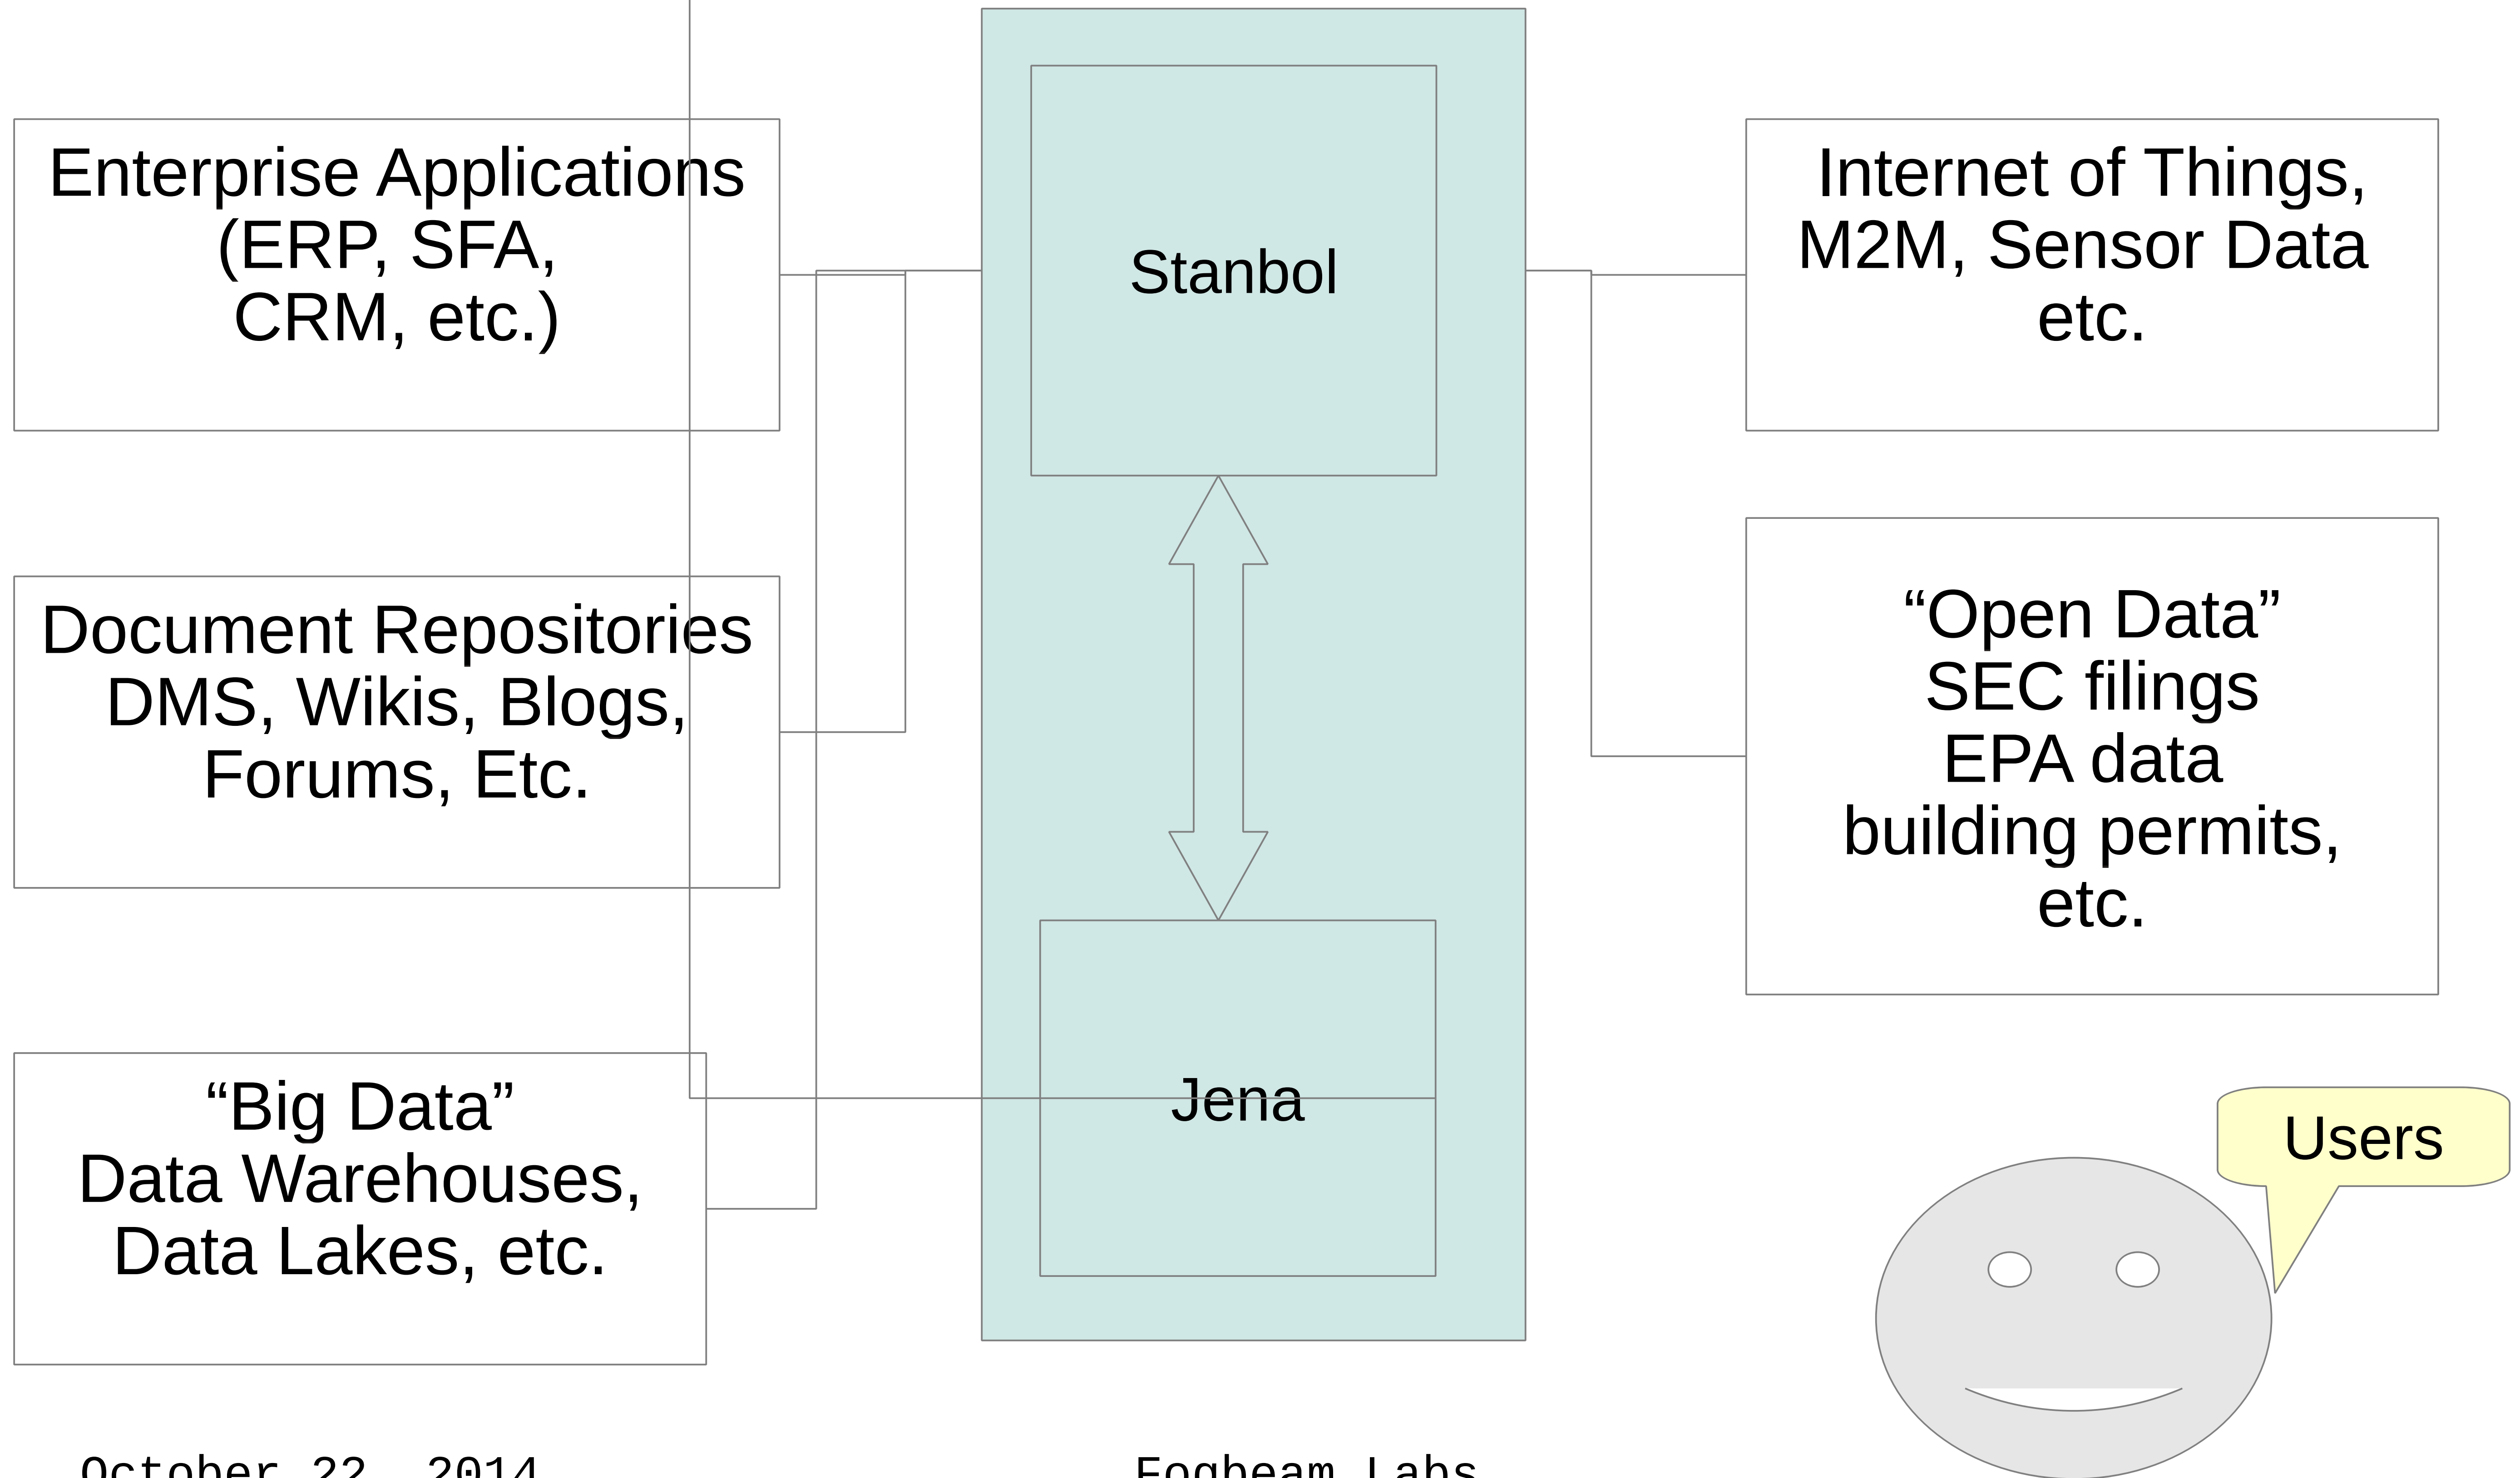 Enterprise Applications
(ERP, SFA,
CRM, etc.)
Document Repositories
DMS, Wikis, Blogs,
Forums, Etc.
“Big Data”
Data Warehouses,
Data Lakes, etc.
Stanbol
Jena
Internet of Things,
M2M, Sensor Data
etc.
“Open Data”
SEC filings
EPA data
building permits,
etc.
Users
October 22, 2014
Fogbeam Labs